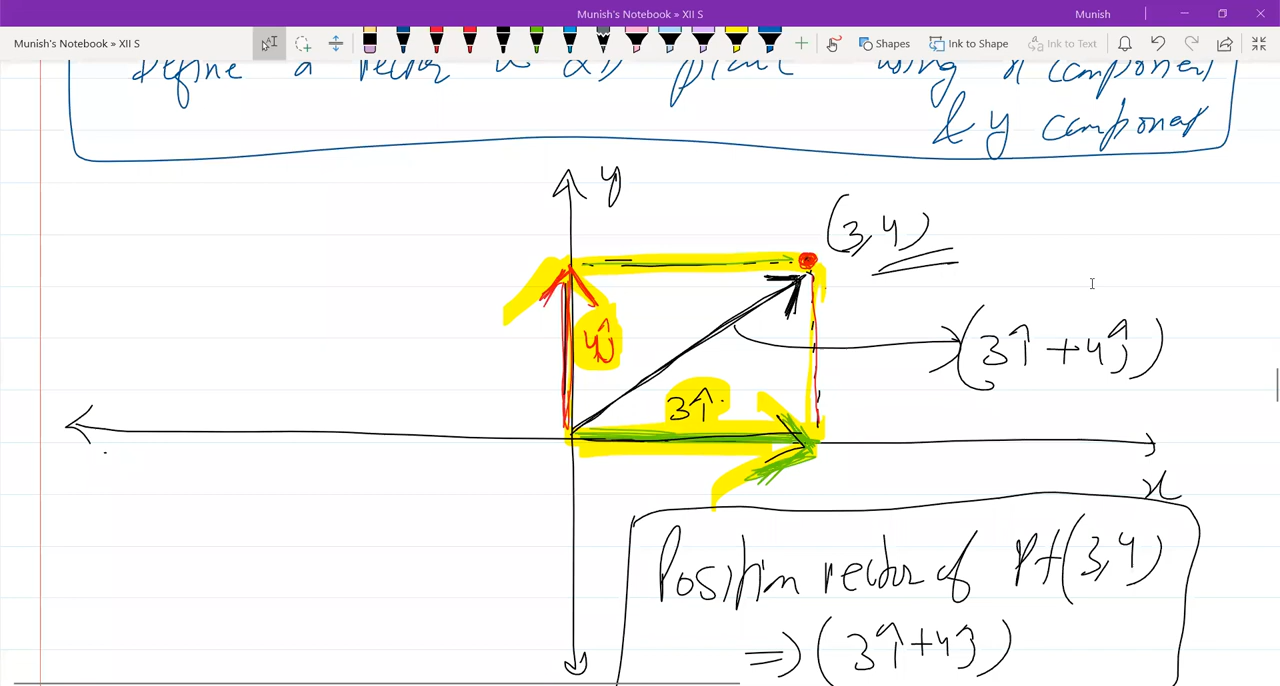 Munish's Notebook » XII S
Munish
Munish's Notebook » XII S
Shapes
Ink to Shape
Ink to Text
Define a vector in 2D plane using x component
& y component
y
(3,4)
4ĵ
3î
(3î + 4ĵ)
x
Position vector of Pt(3,4)
=> (3î+4ĵ)